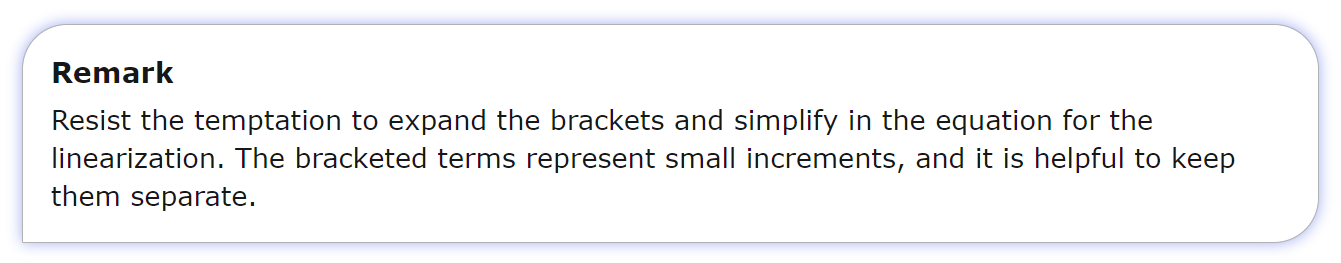 Remark
Resist the temptation to expand the brackets and simplify in the equation for the
linearization. The bracketed terms represent small increments, and it is helpful to keep
them separate.